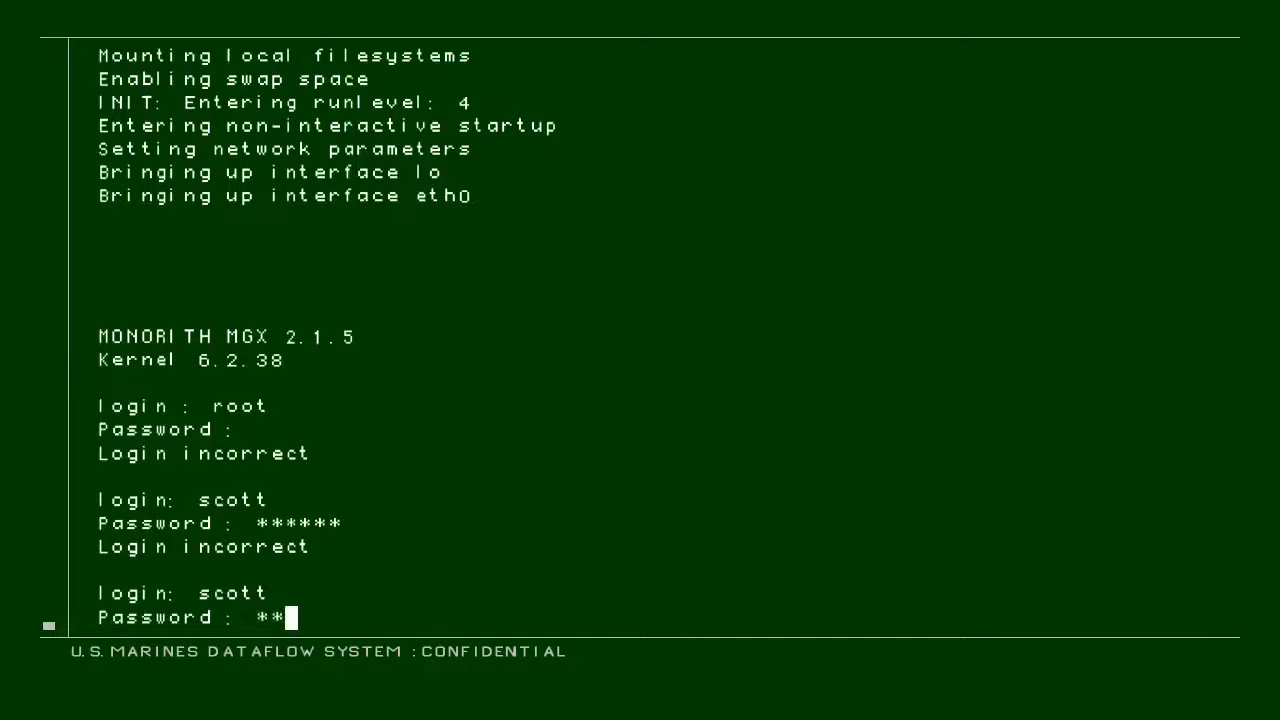 Mounting local filesystems
Enabling swap space
INIT: Entering runlevel: 4
Entering non-interactive startup
Setting network parameters
Bringing up interface lo
Bringing up interface eth0
MONORITH MGX 2.1.5
Kernel 6.2.38
login : root
Password :
Login incorrect
login: scott
Password : ******
Login incorrect
login: scott
Password : **
U.S.MARINES DATAFLOW SYSTEM :CONFIDENTIAL